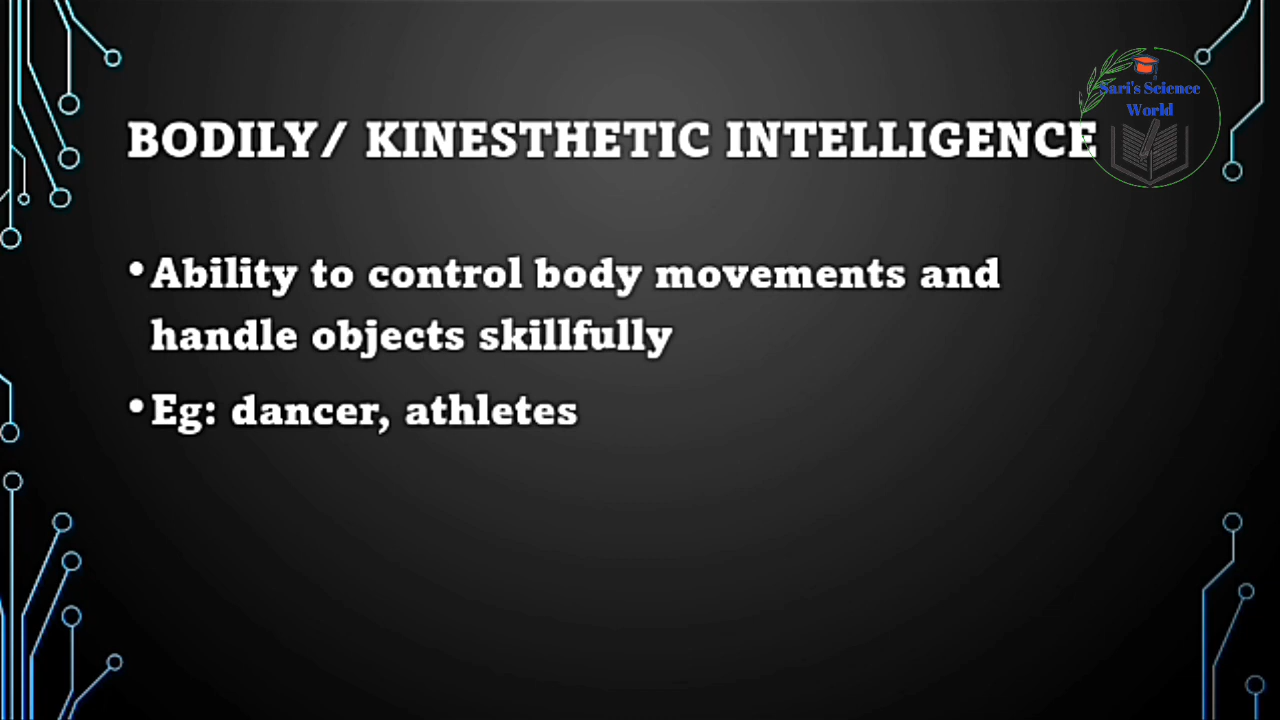 Sari's Science
World
BODILY/ KINESTHETIC INTELLIGENCE
•Ability to control body movements and
handle objects skillfully
•Eg: dancer, athletes